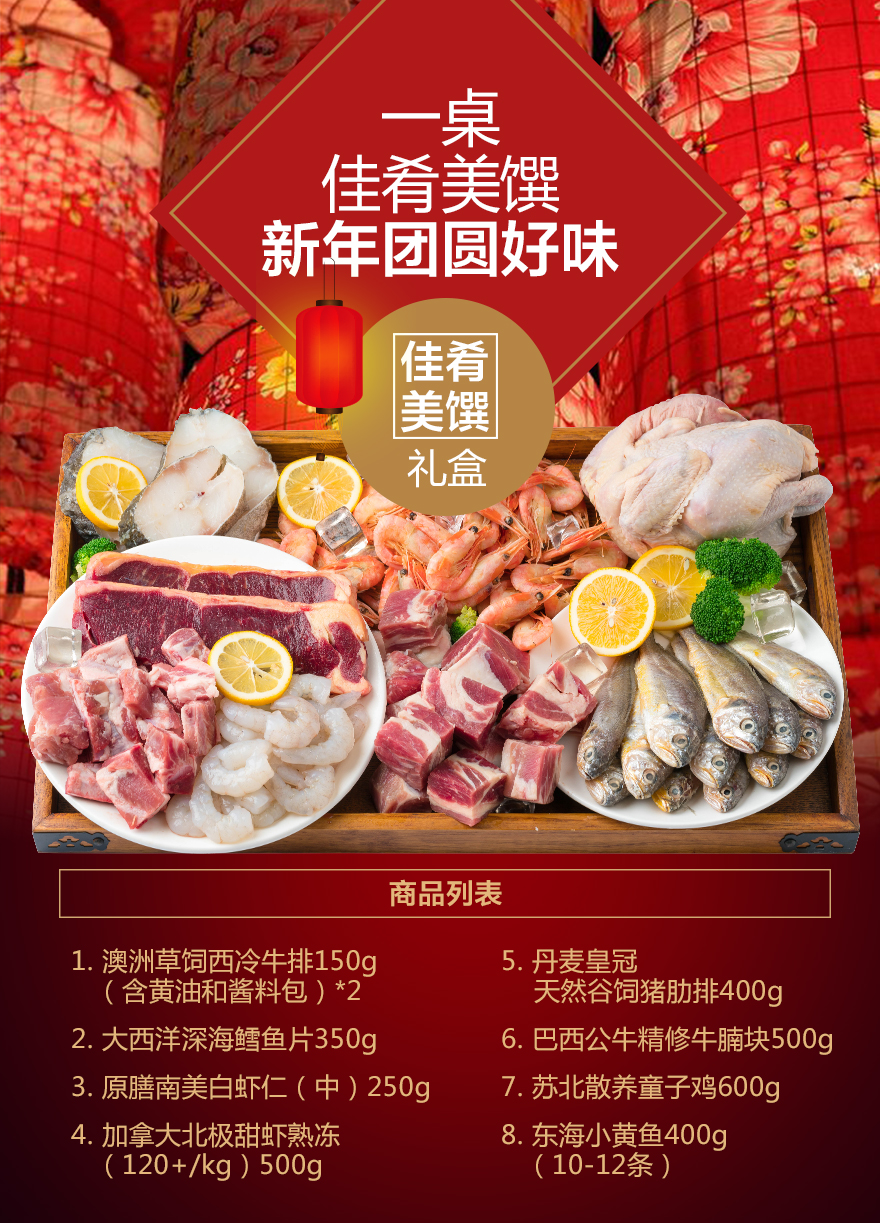 一桌
佳肴美馔
新年团圆好味
佳肴
美馔
礼盒
商品列表
1. 澳洲草饲西冷牛排150g
（含黄油和酱料包）*2
2. 大西洋深海鳕鱼片350g
3. 原膳南美白虾仁（中）250g
4. 加拿大北极甜虾熟冻
（120+/kg）500g
5. 丹麦皇冠
天然谷饲猪肋排400g
6. 巴西公牛精修牛腩块500g
7. 苏北散养童子鸡600g
8. 东海小黄鱼400g
（10-12条）